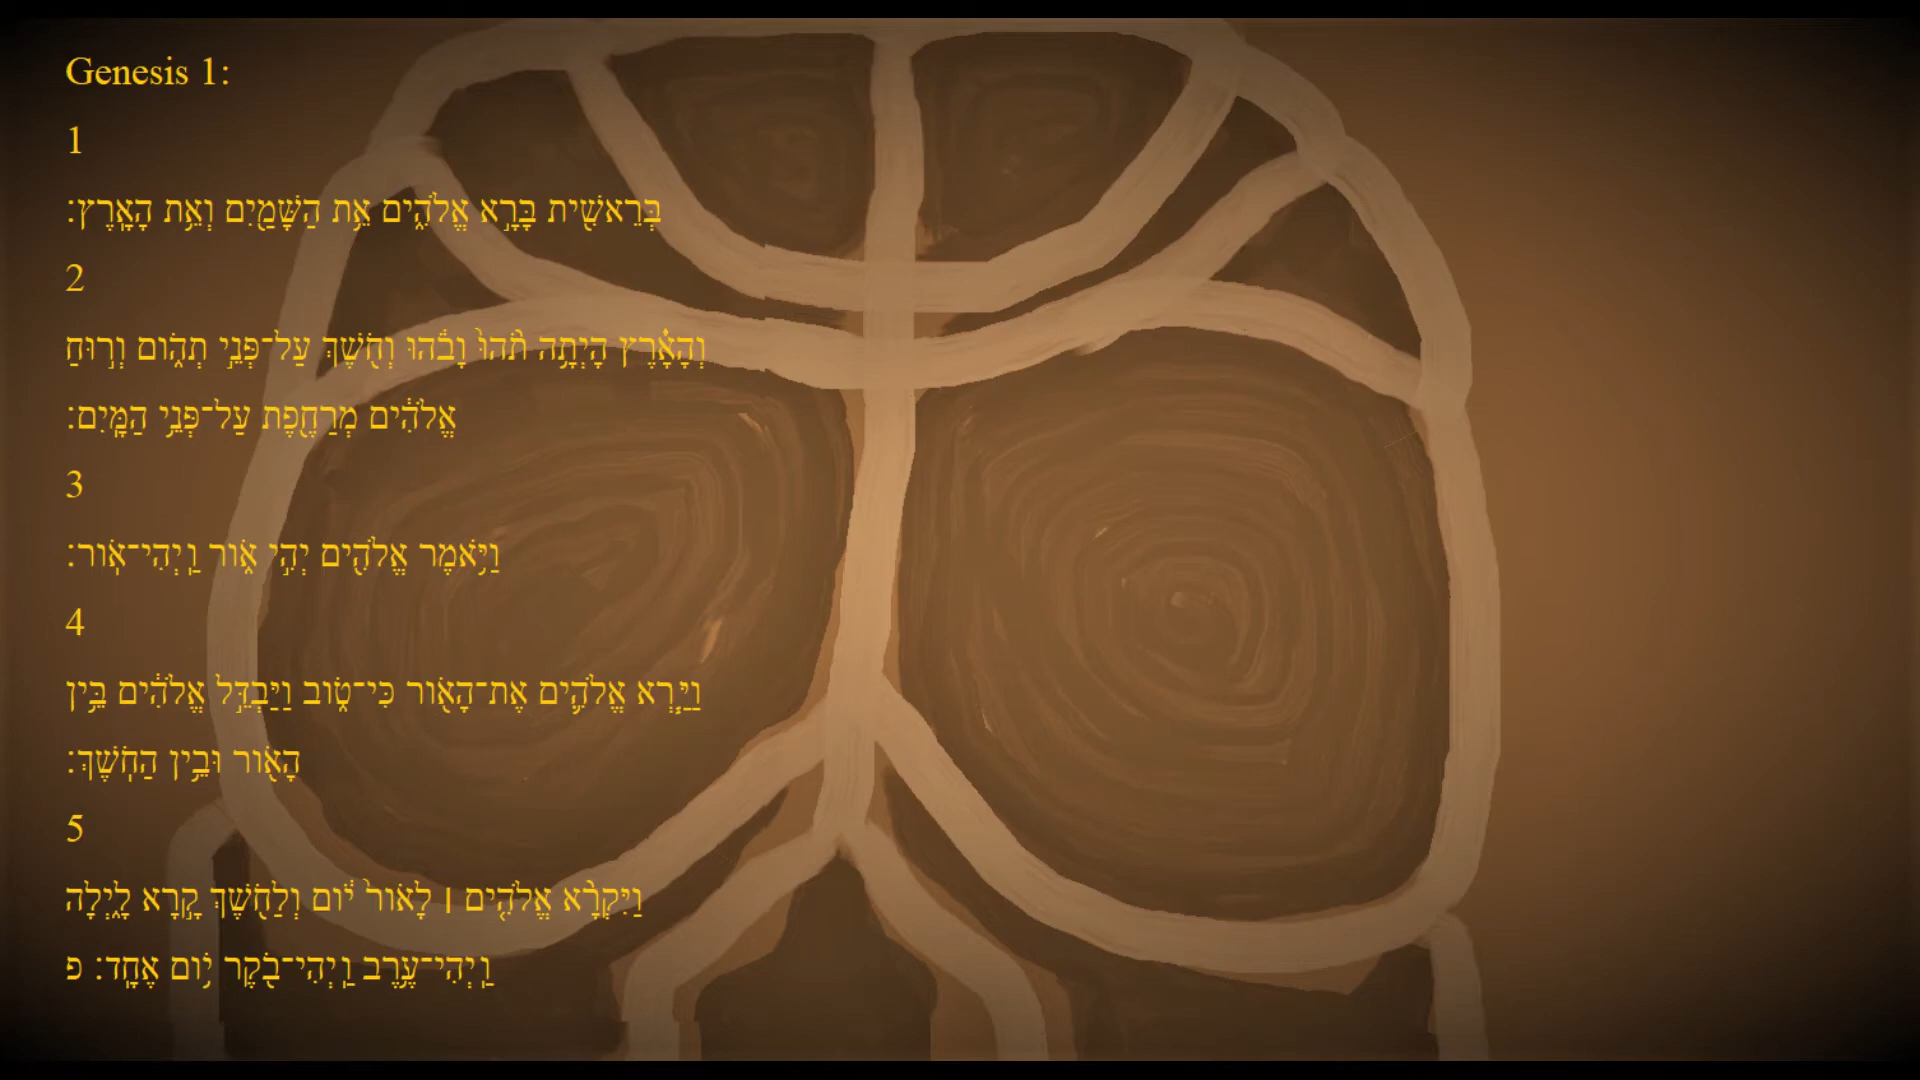 Genesis 1:
1
בְּרֵאשִׁ֖ית בָּרָ֣א אֱלֹהִ֑ים אֵ֥ת הַשָּׁמַ֖יִם וְאֵ֥ת הָאָֽרֶץ׃
2
וְהָאָ֗רֶץ הָיְתָ֥ה תֹ֙הוּ֙ וָבֹ֔הוּ וְחֹ֖שֶׁךְ עַל־פְּנֵ֣י תְה֑וֹם וְר֣וּחַ
אֱלֹהִ֔ים מְרַחֶ֖פֶת עַל־פְּנֵ֥י הַמָּֽיִם׃
3
וַיֹּ֥אמֶר אֱלֹהִ֖ים יְהִ֣י א֑וֹר וַֽיְהִי־אֽוֹר׃
4
וַיַּ֧רְא אֱלֹהִ֛ים אֶת־הָא֖וֹר כִּי־ט֑וֹב וַיַּבְדֵּ֣ל אֱלֹהִ֔ים בֵּ֥ין
הָא֖וֹר וּבֵ֥ין הַחֹֽשֶׁךְ׃
5
וַיִּקְרָ֨א אֱלֹהִ֤ים ׀ לָאוֹר֙ י֔וֹם וְלַחֹ֖שֶׁךְ קָ֣רָא לָ֑יְלָה
וַֽיְהִי־עֶ֥רֶב וַֽיְהִי־בֹ֖קֶר י֥וֹם אֶחָֽד׃ פ